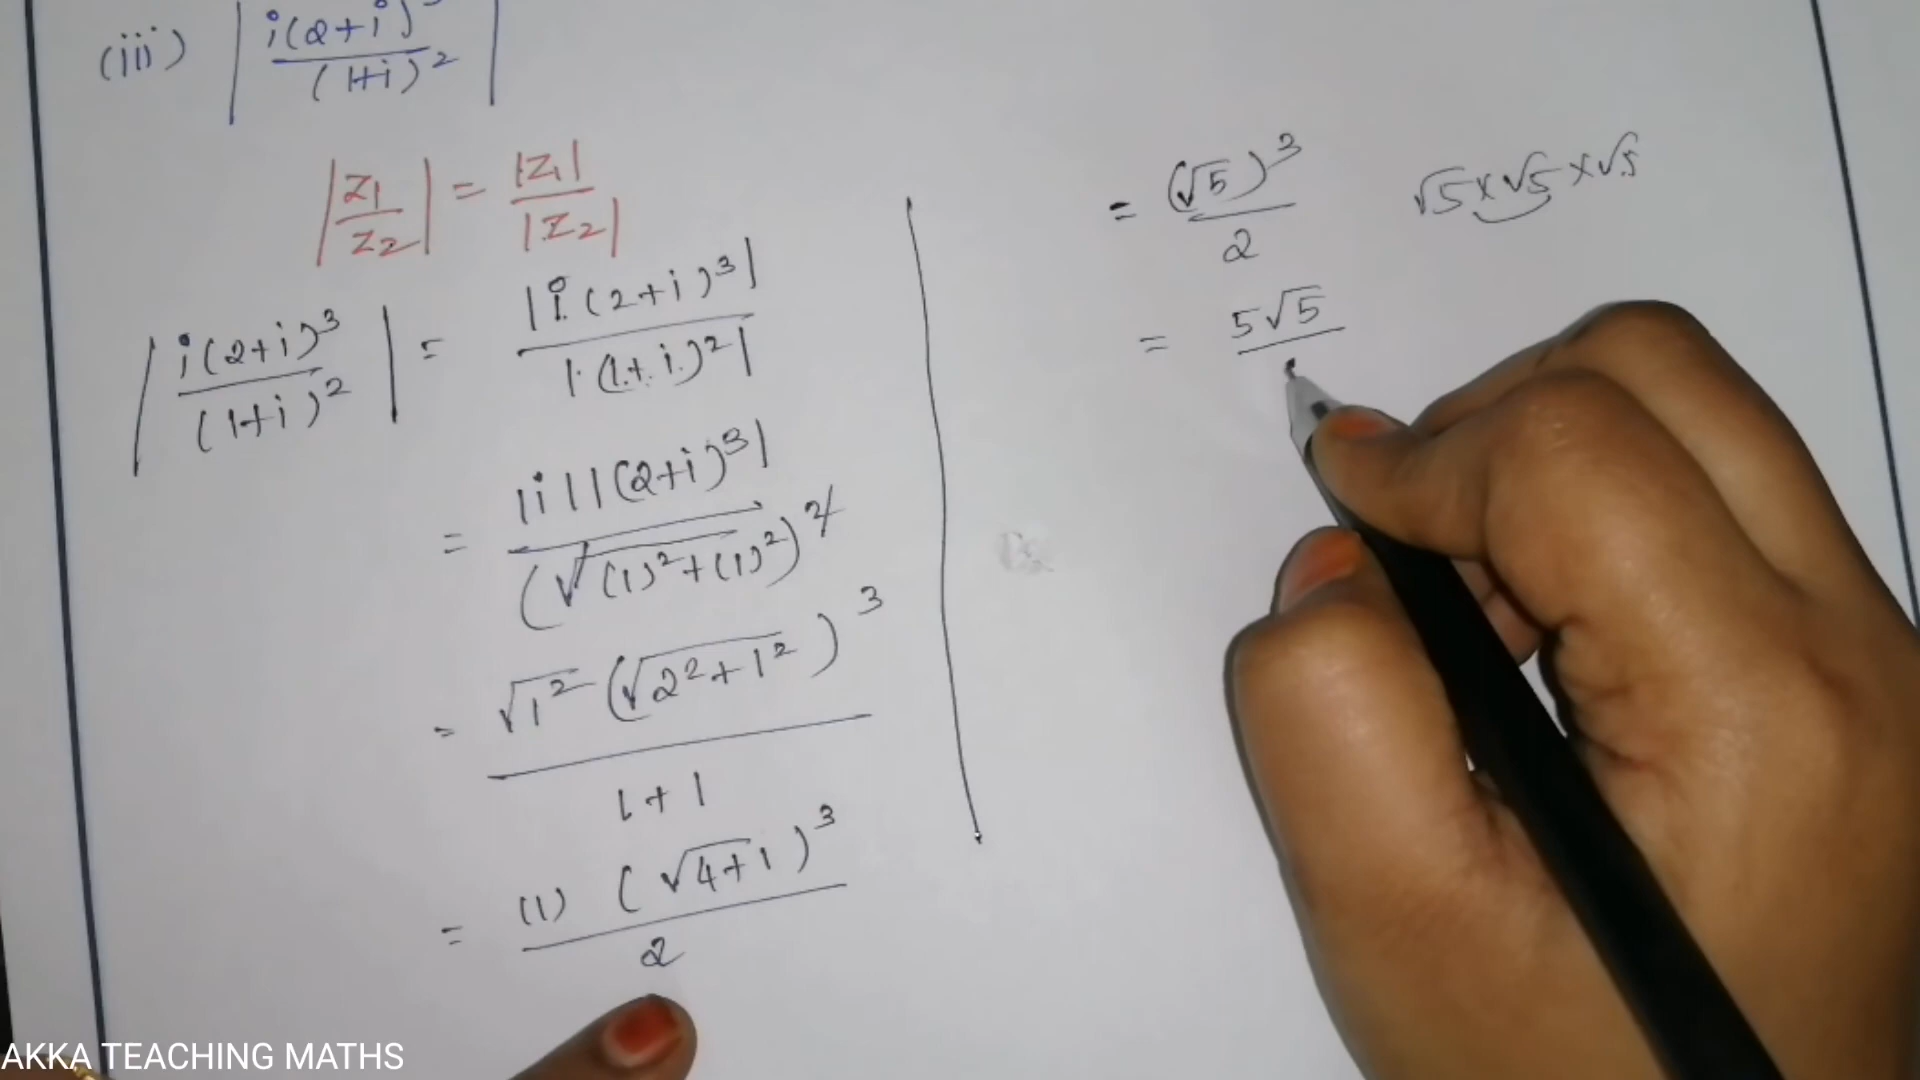 (iii) | i(2+i)³ / (1+i)² |
| z₁ / z₂ | = |z₁| / |z₂|
| i(2+i)³ / (1+i)² | = |i.(2+i)³| / |(1+i)²|
= |i||(2+i)³| / (√(1)²+(1)²)²
= √1² (√2²+1²)³ / 1+1
= (1) (√4+1)³ / 2
= (√5)³ / 2 √5×√5×√5
= 5√5 /
AKKA TEACHING MATHS